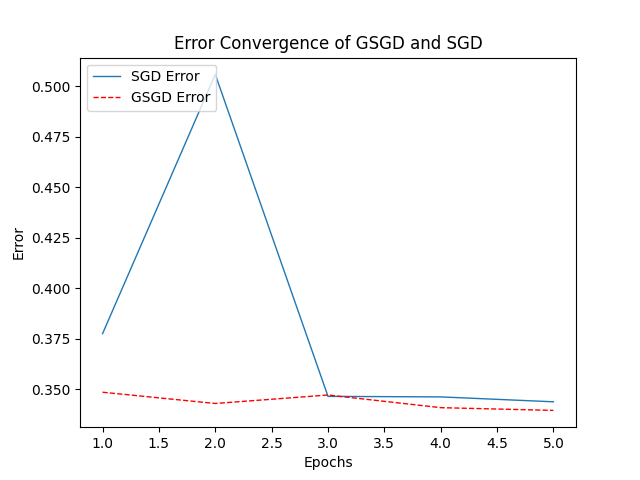 Error Convergence of GSGD and SGD
SGD Error
GSGD Error
0.500
0.475
0.450
0.425
0.400
0.375
0.350
Error
1.0 1.5 2.0 2.5 3.0 3.5 4.0 4.5 5.0
Epochs